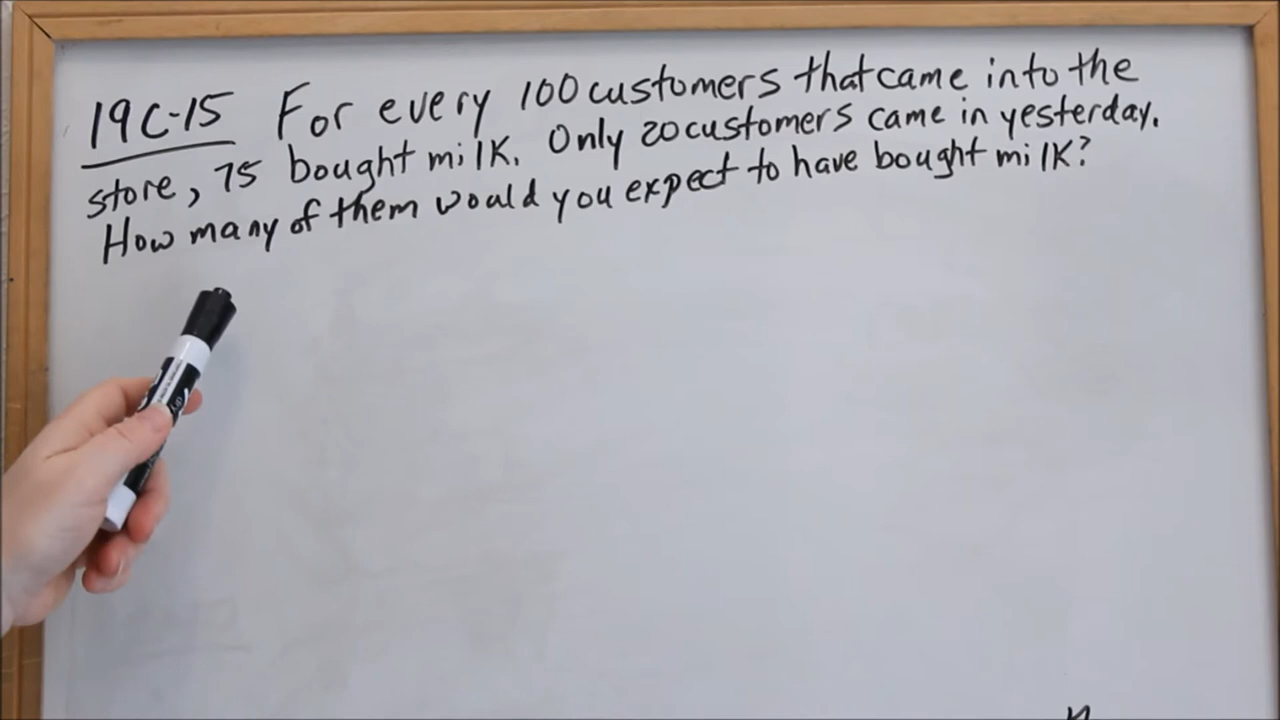 19C-15 For every 100 customers that came into the
store, 75 bought milk. Only 20 customers came in yesterday.
How many of them would you expect to have bought milk?